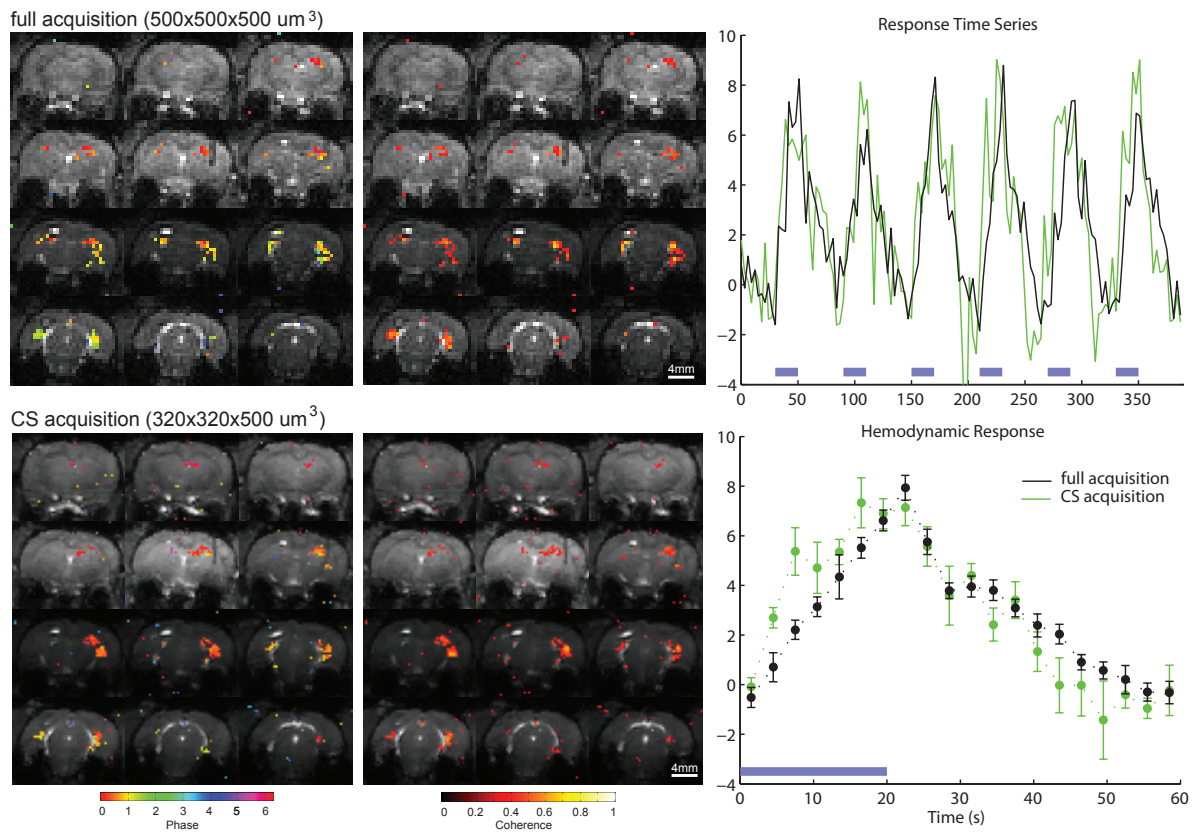 full acquisition (500x500x500 um³)
4mm
Response Time Series
10
8
6
4
2
0
−2
−4
0 50 100 150 200 250 300 350
CS acquisition (320x320x500 um³)
4mm
0 1 2 3 4 5 6
Phase
0 0.2 0.4 0.6 0.8 1
Coherence
Hemodynamic Response
full acquisition
CS acquisition
10
8
6
4
2
0
−2
−4
0 10 20 30 40 50 60
Time (s)